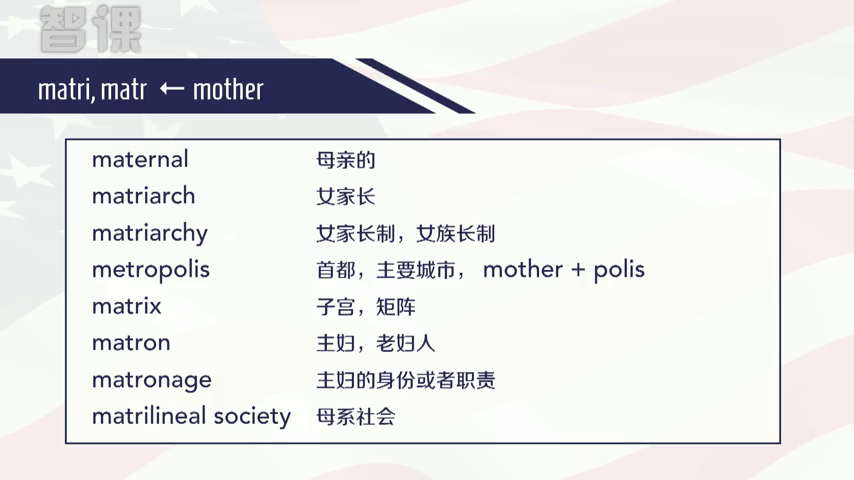 智课
matri, matr ← mother
maternal 母亲的
matriarch 女家长
matriarchy 女家长制，女族长制
metropolis 首都，主要城市， mother + polis
matrix 子宫，矩阵
matron 主妇，老妇人
matronage 主妇的身份或者职责
matrilineal society 母系社会